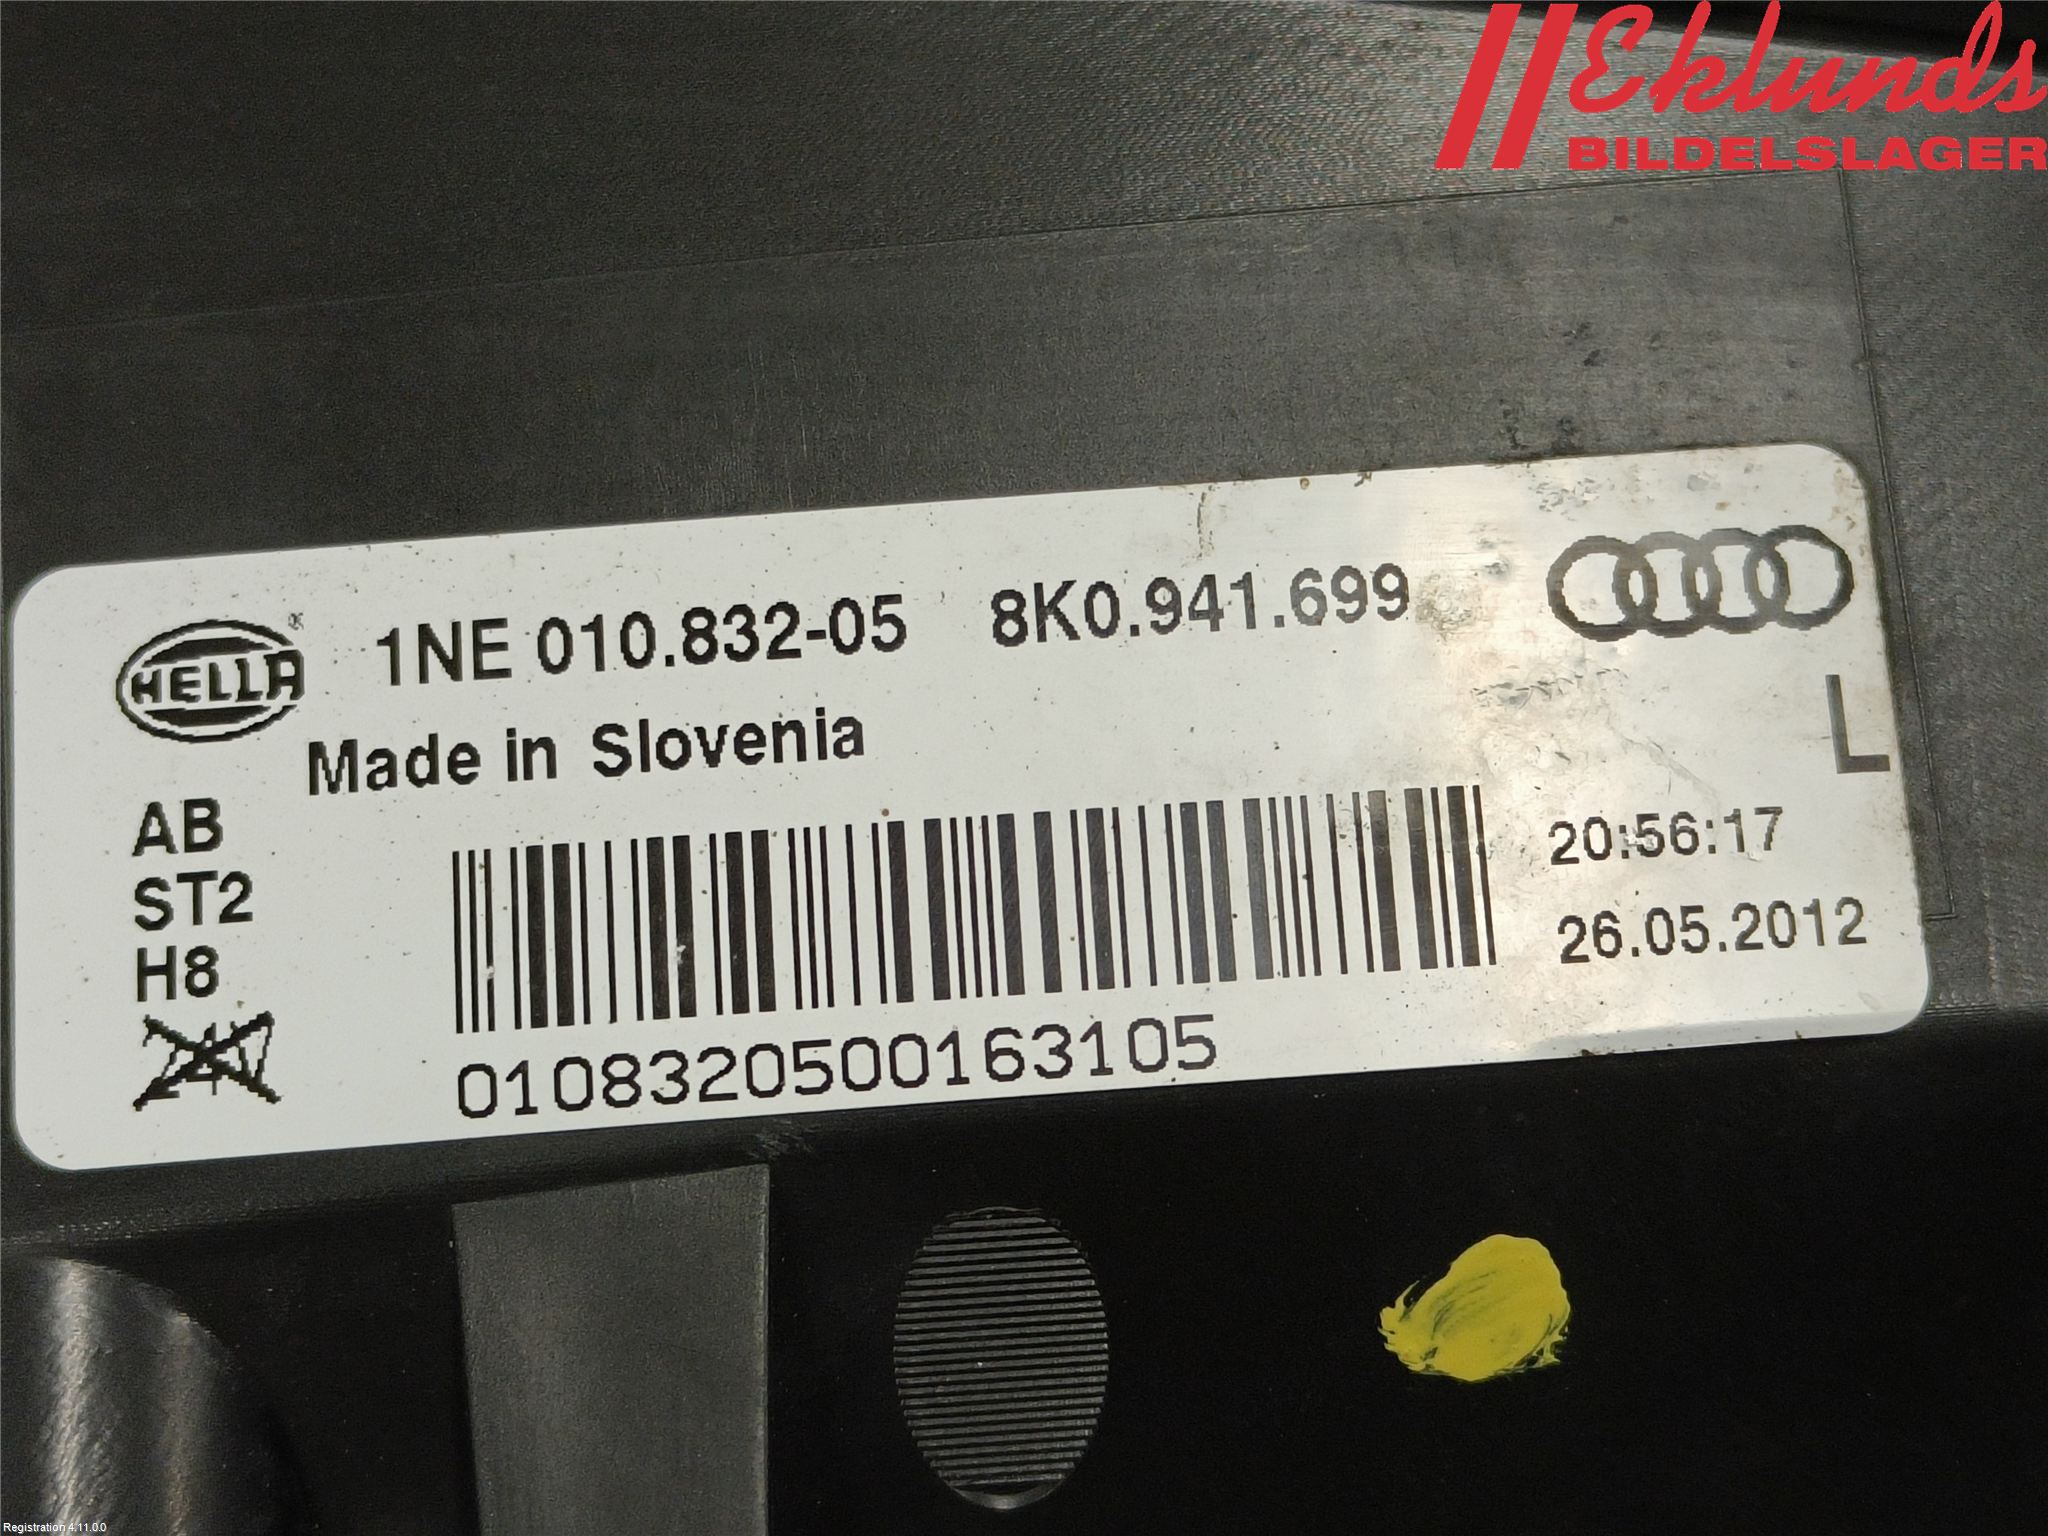 Eklunds
BILDELSLAGER
HELLA ® 1NE 010.832-05 8K0.941.699
Made in Slovenia
L
AB
ST2
H8
20:56:17
26.05.2012
0108320500163105
Registration 4.11.0.0